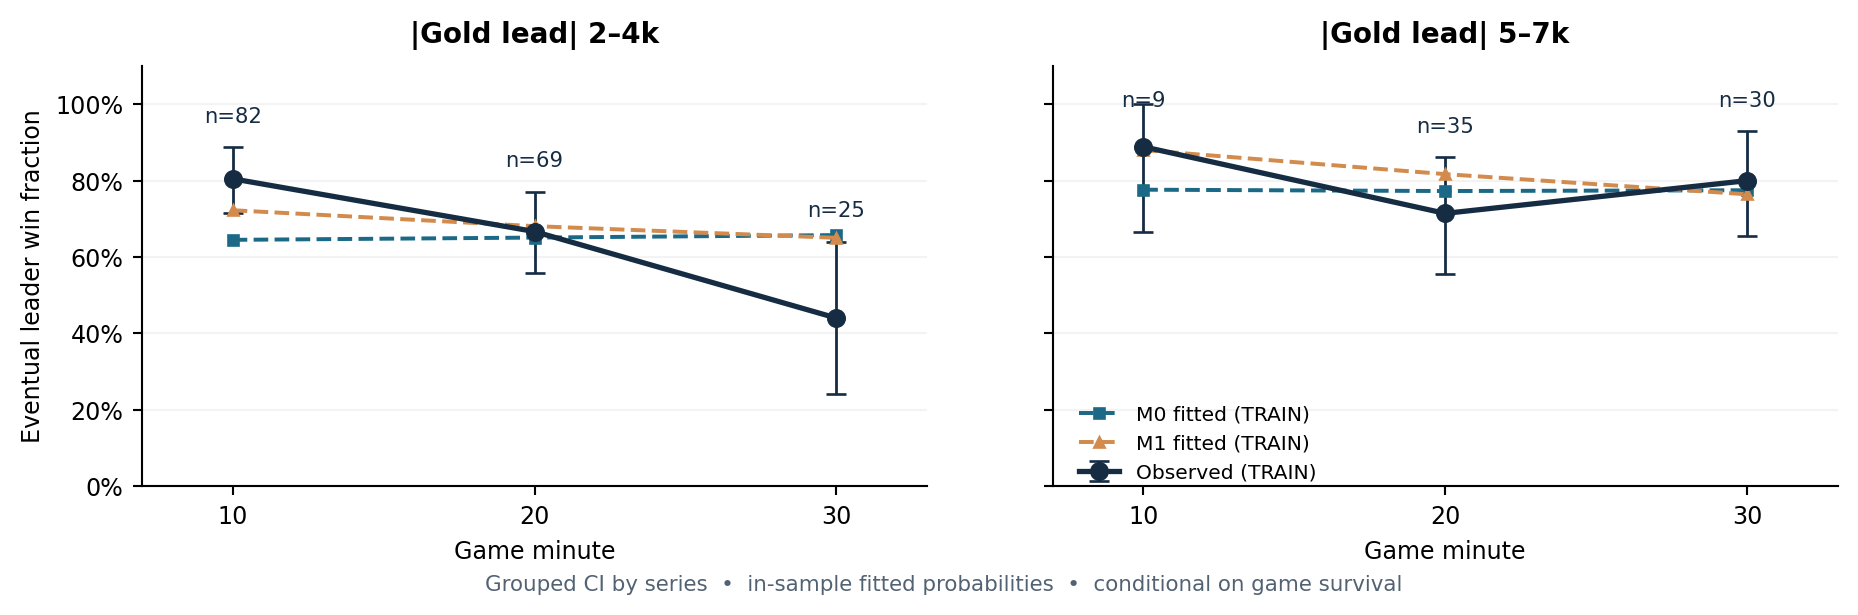 |Gold lead| 2–4k
|Gold lead| 5–7k
Eventual leader win fraction
100%
80%
60%
40%
20%
0%
n=82
n=69
n=25
10
20
30
Game minute
n=9
n=35
n=30
M0 fitted (TRAIN)
M1 fitted (TRAIN)
Observed (TRAIN)
10
20
30
Game minute
Grouped CI by series • in-sample fitted probabilities • conditional on game survival